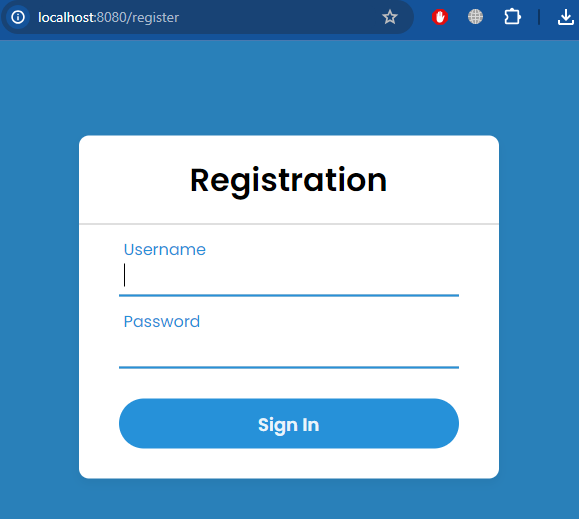 localhost:8080/register
Registration
Username
Password
Sign In